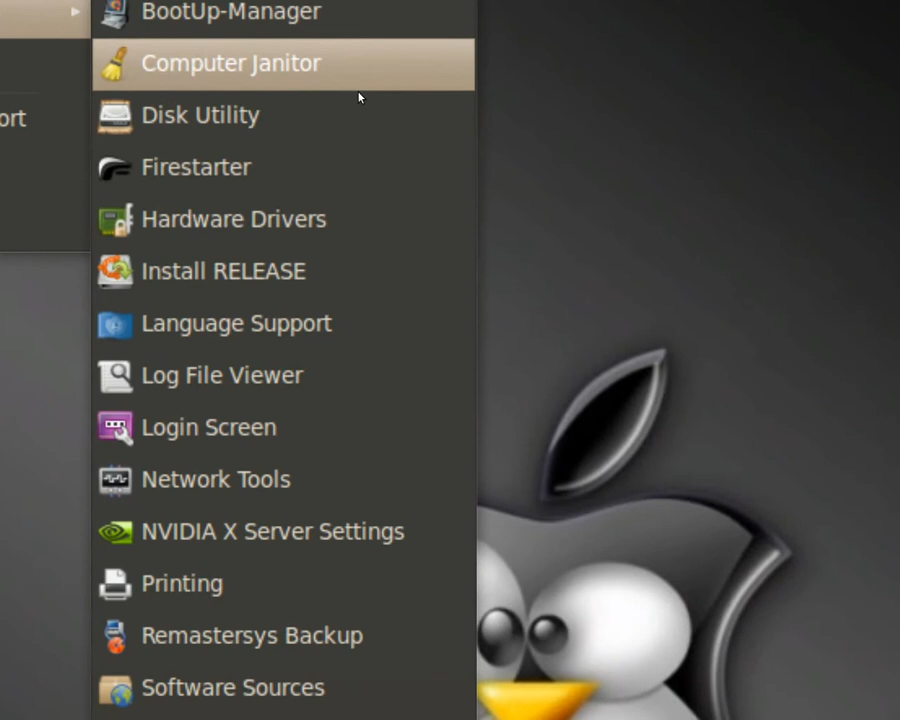 BootUp-Manager
Computer Janitor
ort
Disk Utility
Firestarter
Hardware Drivers
Install RELEASE
Language Support
Log File Viewer
Login Screen
Network Tools
NVIDIA X Server Settings
Printing
Remastersys Backup
Software Sources